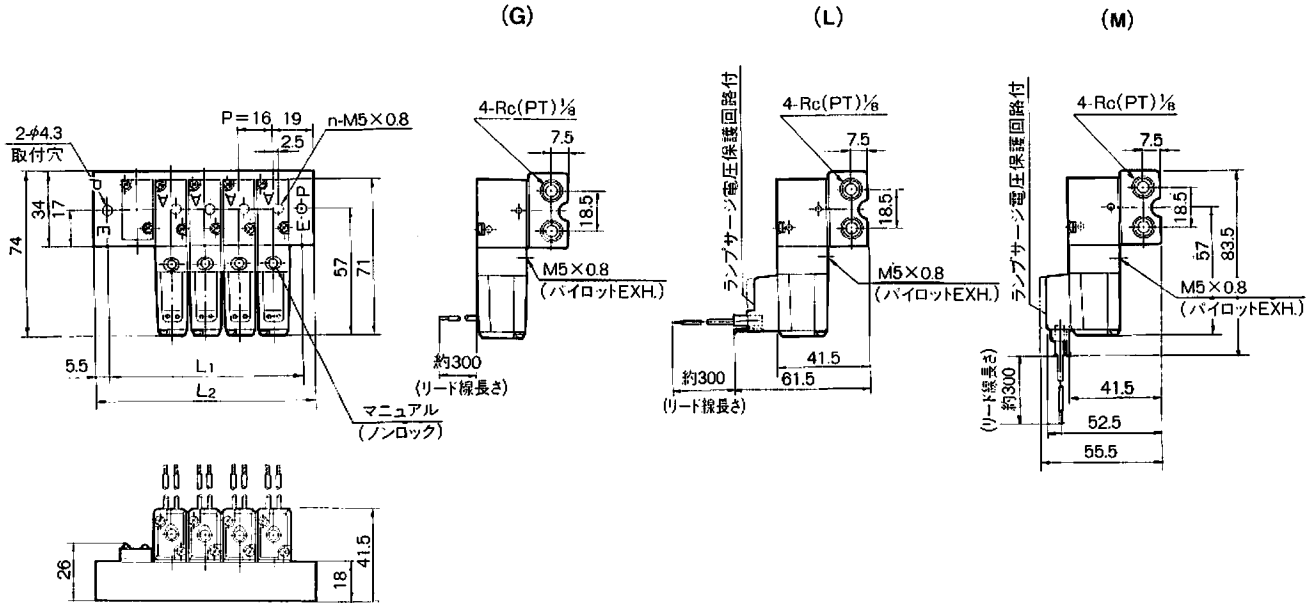 (G)
(L)
(M)
2-φ4.3
取付穴
P=16
19
2.5
n-M5×0.8
P
E
A
A
A
A
P
E
34
17
74
57
71
5.5
L₁
L₂
マニュアル
(ノンロック)
26
18
41.5
4-Rc(PT)⅛
7.5
18.5
M5×0.8
(パイロットEXH.)
約300
(リード線長さ)
ランプサージ電圧保護回路付
4-Rc(PT)⅛
7.5
18.5
M5×0.8
(パイロットEXH.)
41.5
約300
61.5
(リード線長さ)
ランプサージ電圧保護回路付
4-Rc(PT)⅛
7.5
18.5
57
83.5
M5×0.8
(パイロットEXH.)
(リード線長さ)
約300
41.5
52.5
55.5